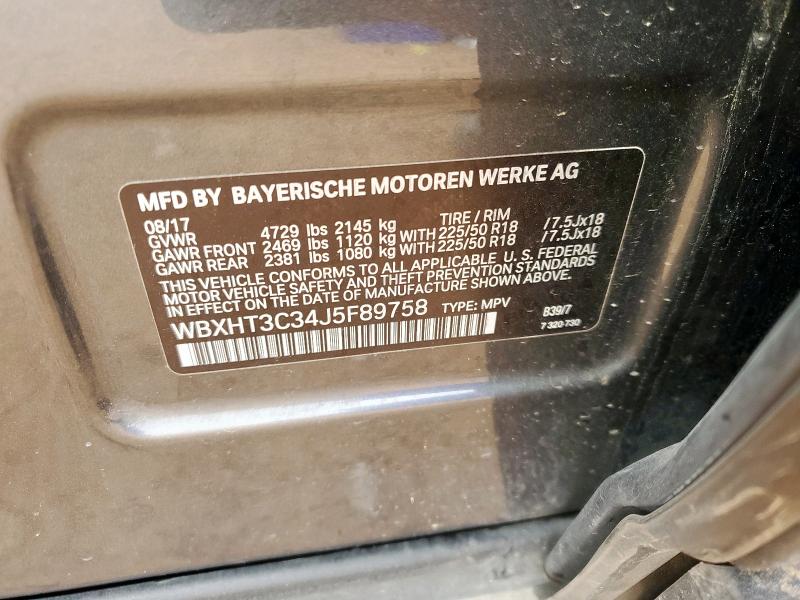 MFD BY BAYERISCHE MOTOREN WERKE AG
08/17 TIRE / RIM
GVWR 4729 lbs 2145 kg
GAWR FRONT 2469 lbs 1120 kg WITH 225/50 R18 /7.5Jx18
GAWR REAR 2381 lbs 1080 kg WITH 225/50 R18 /7.5Jx18
THIS VEHICLE CONFORMS TO ALL APPLICABLE U. S. FEDERAL
MOTOR VEHICLE SAFETY AND THEFT PREVENTION STANDARDS
IN EFFECT ON THE DATE OF MANUFACTURE SHOWN ABOVE.
WBXHT3C34J5F89758 TYPE: MPV B39/7
7 320-730